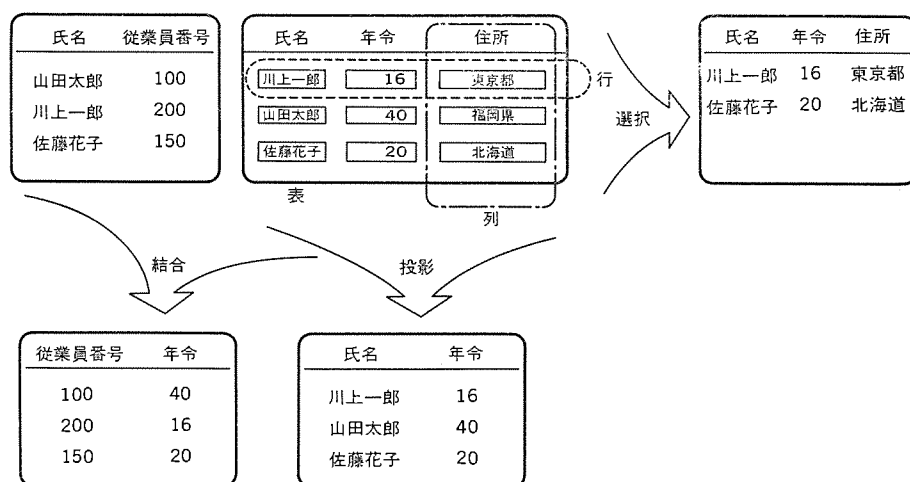 氏名 従業員番号
山田太郎 100
川上一郎 200
佐藤花子 150
氏名 年令 住所
川上一郎 16 東京都
山田太郎 40 福岡県
佐藤花子 20 北海道
行
表
列
選択
氏名 年令 住所
川上一郎 16 東京都
佐藤花子 20 北海道
結合
投影
従業員番号 年令
100 40
200 16
150 20
氏名 年令
川上一郎 16
山田太郎 40
佐藤花子 20